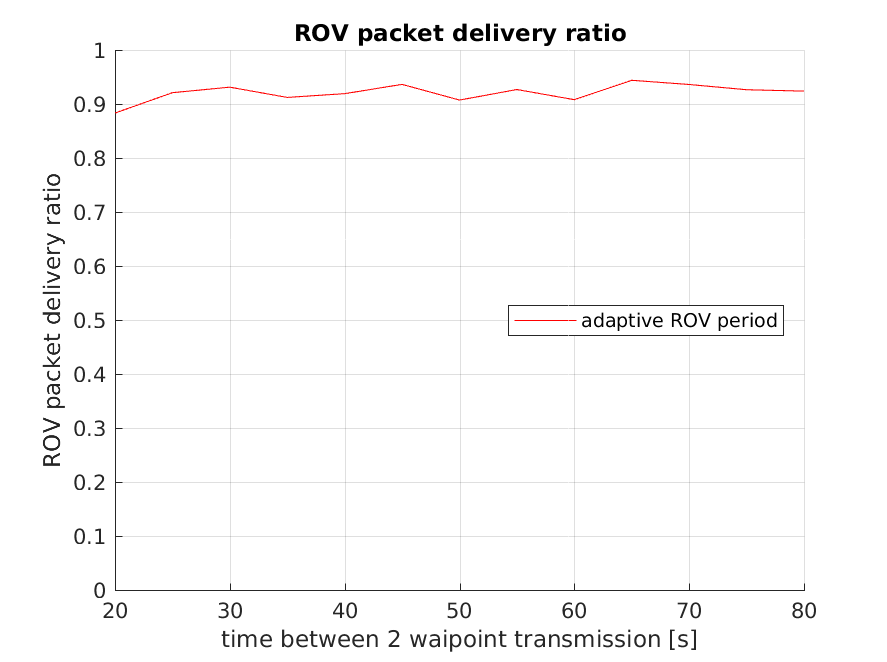 ROV packet delivery ratio
1
0.9
0.8
0.7
0.6
0.5
0.4
0.3
0.2
0.1
0
ROV packet delivery ratio
adaptive ROV period
20 30 40 50 60 70 80
time between 2 waipoint transmission [s]